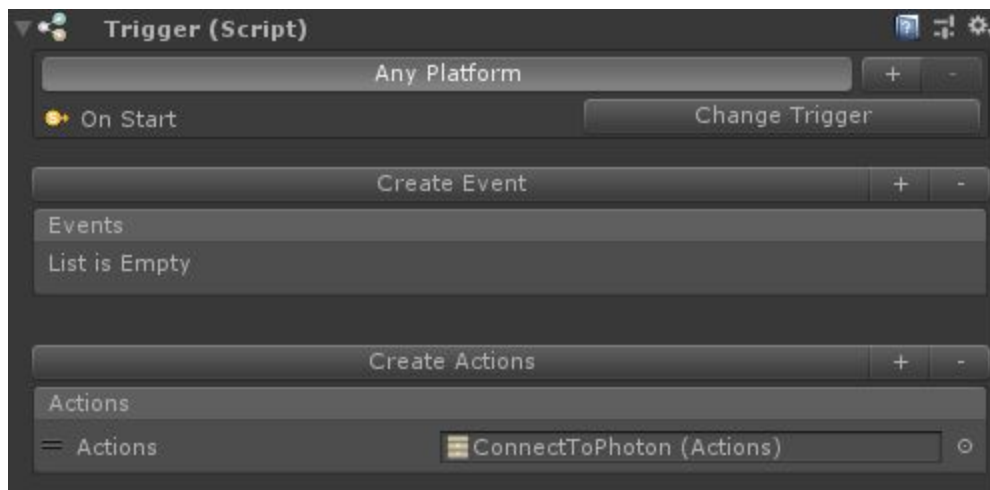 Trigger (Script)
Any Platform + -
On Start Change Trigger
Create Event + -
Events
List is Empty
Create Actions + -
Actions
Actions ConnectToPhoton (Actions)